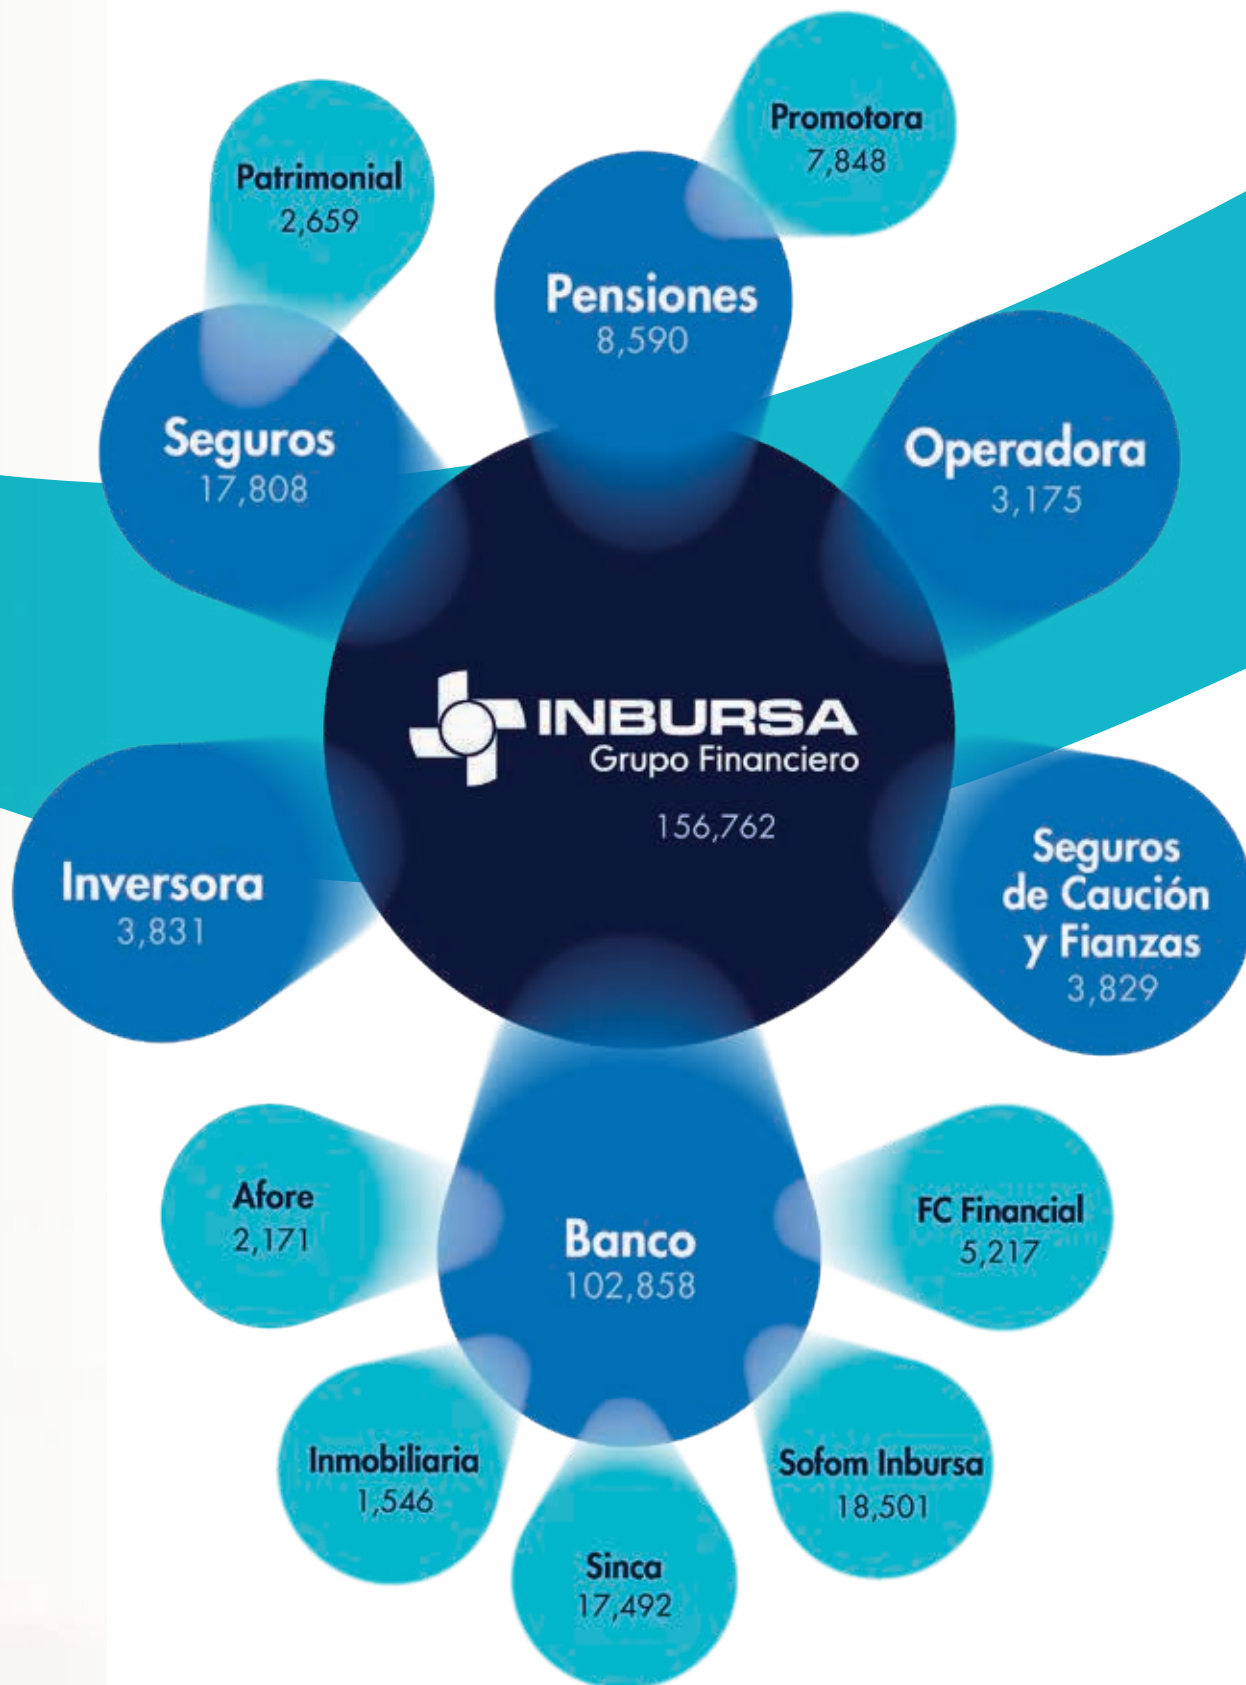 Promotora
7,848
Patrimonial
2,659
Pensiones
8,590
Seguros
17,808
Operadora
3,175
INBURSA
Grupo Financiero
156,762
Inversora
3,831
Seguros
de Caución
y Fianzas
3,829
Afore
2,171
Banco
102,858
FC Financial
5,217
Inmobiliaria
1,546
Sofom Inbursa
18,501
Sinca
17,492